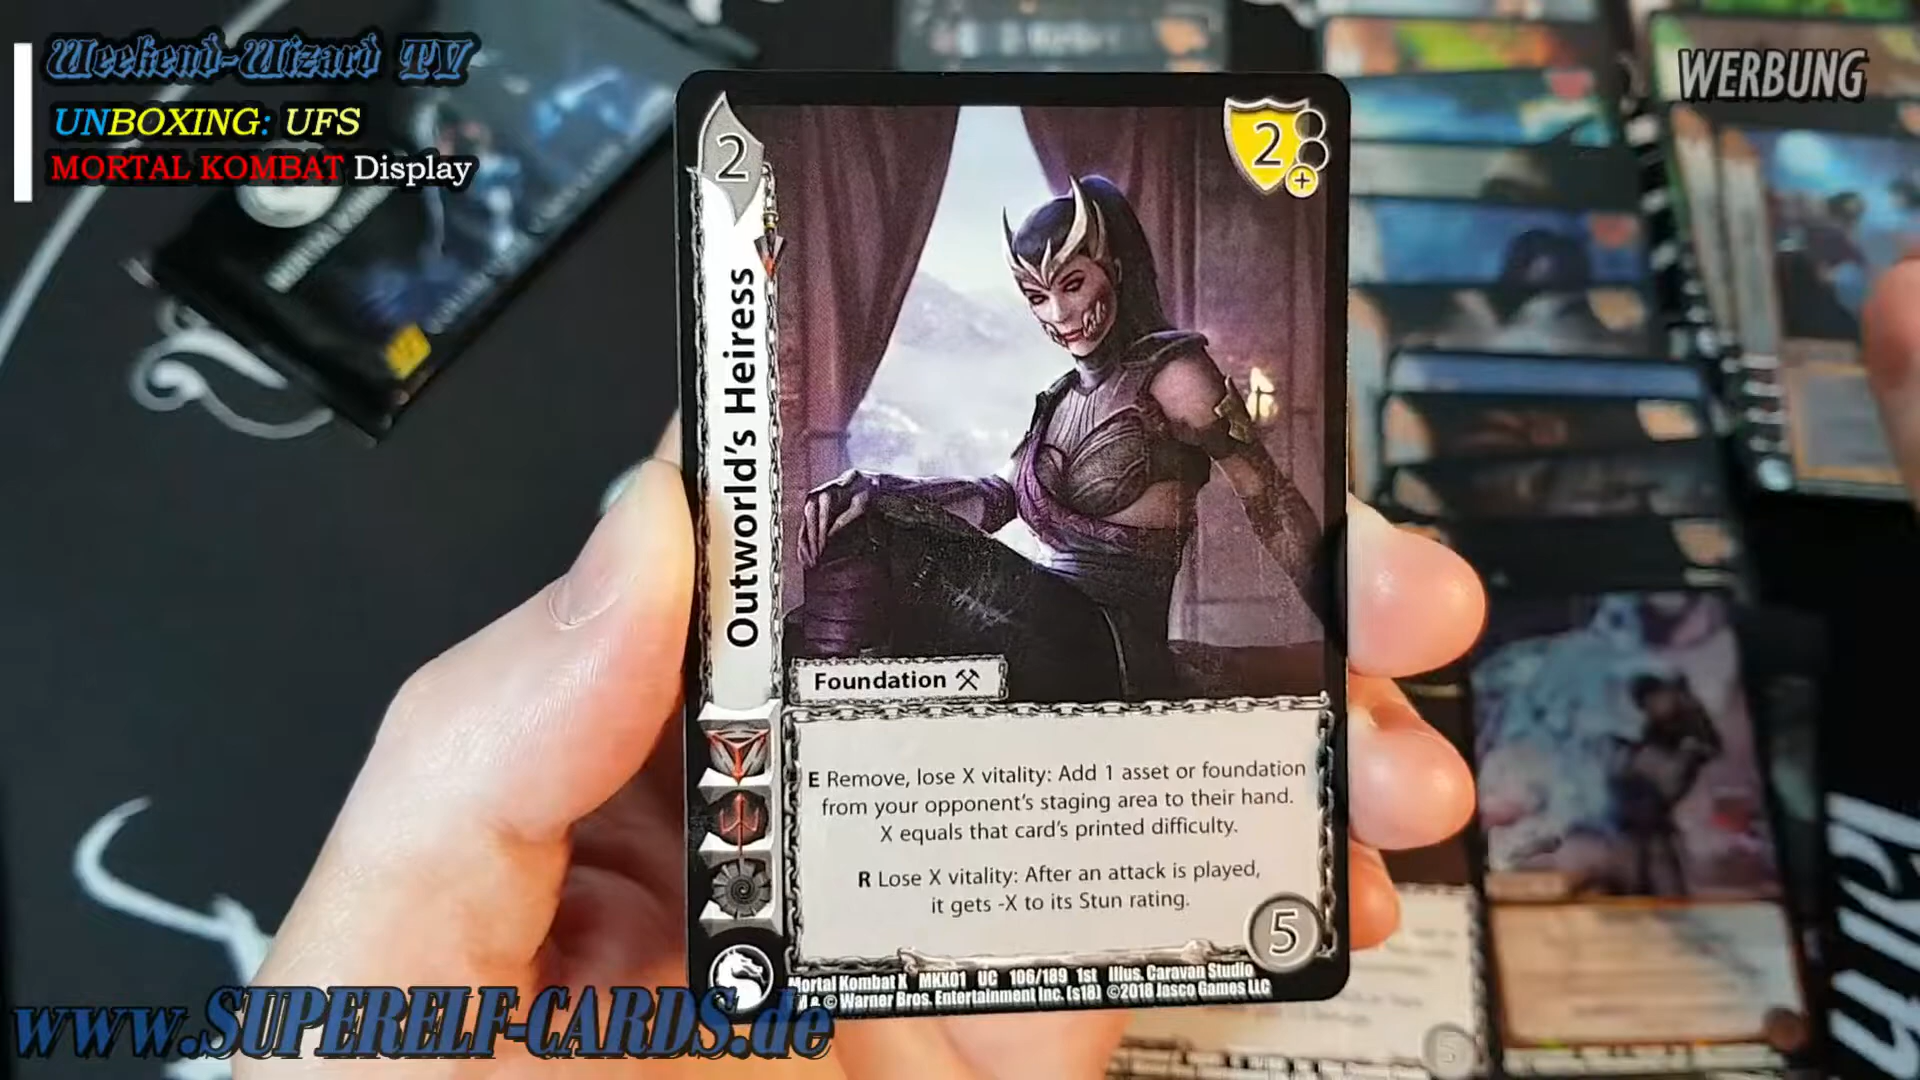 Weekend-Wizard TV
UNBOXING: UFS
MORTAL KOMBAT Display
WERBUNG
2
2
+
Outworld's Heiress
Foundation
E Remove, lose X vitality: Add 1 asset or foundation
from your opponent's staging area to their hand.
X equals that card's printed difficulty.
R Lose X vitality: After an attack is played,
it gets -X to its Stun rating.
5
Mortal Kombat X MKX01 UC 106/189 1st Illus. Caravan Studio
TM & © Warner Bros. Entertainment Inc. (s18) ©2018 Jasco Games LLC
www.SUPERELF-CARDS.de